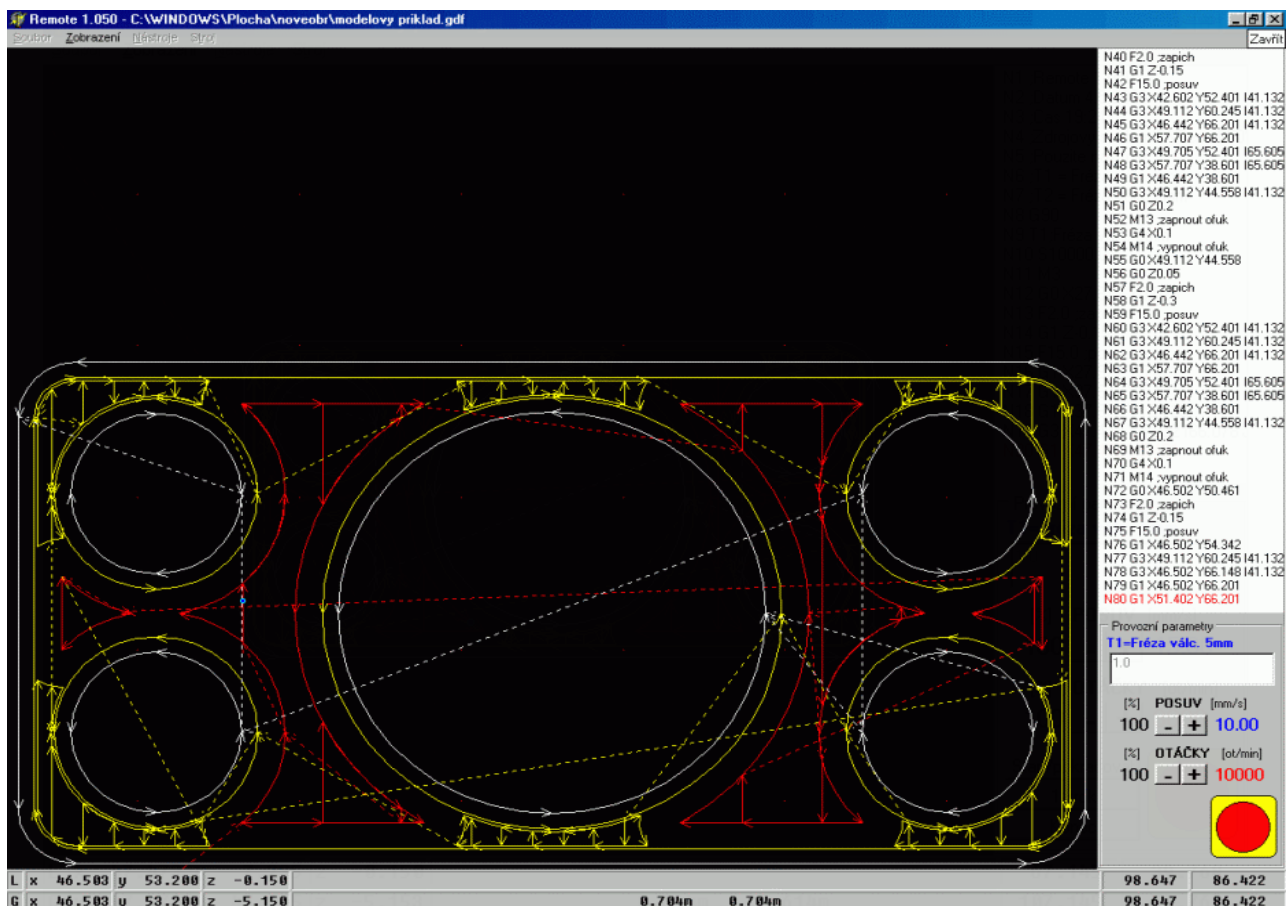 Remote 1.050 - C:\WINDOWS\Plocha\noveobr\modelovy priklad.gdf
Soubor Zobrazení Nástroje Stroj
Zavřít
N40 F2.0 ;zapich
N41 G1 Z-0.15
N42 F15.0 ;posuv
N43 G3 X42.602 Y52.401 I41.132
N44 G3 X49.112 Y60.245 I41.132
N45 G3 X46.442 Y66.201 I41.132
N46 G1 X57.707 Y66.201
N47 G3 X49.705 Y52.401 I65.605
N48 G3 X57.707 Y38.601 I65.605
N49 G1 X46.442 Y38.601
N50 G3 X49.112 Y44.558 I41.132
N51 G0 Z0.2
N52 M13 ;zapnout ofuk
N53 G4 X0.1
N54 M14 ;vypnout ofuk
N55 G0 X49.112 Y44.558
N56 G0 Z0.05
N57 F2.0 ;zapich
N58 G1 Z-0.3
N59 F15.0 ;posuv
N60 G3 X42.602 Y52.401 I41.132
N61 G3 X49.112 Y60.245 I41.132
N62 G3 X46.442 Y66.201 I41.132
N63 G1 X57.707 Y66.201
N64 G3 X49.705 Y52.401 I65.605
N65 G3 X57.707 Y38.601 I65.605
N66 G1 X46.442 Y38.601
N67 G3 X49.112 Y44.558 I41.132
N68 G0 Z0.2
N69 M13 ;zapnout ofuk
N70 G4 X0.1
N71 M14 ;vypnout ofuk
N72 G0 X46.502 Y50.461
N73 F2.0 ;zapich
N74 G1 Z-0.15
N75 F15.0 ;posuv
N76 G1 X46.502 Y54.342
N77 G3 X49.112 Y60.245 I41.132
N78 G3 X46.502 Y66.148 I41.132
N79 G1 X46.502 Y66.201
N80 G1 X51.402 Y66.201
Provozní parametry
T1=Fréza válc. 5mm
1.0
[%] POSUV [mm/s]
100 - + 10.00
[%] OTÁČKY [ot/min]
100 - + 10000
L x 46.503 y 53.200 z -0.150 98.647 86.422
G x 46.503 y 53.200 z -5.150 0.704m 0.704m 98.647 86.422